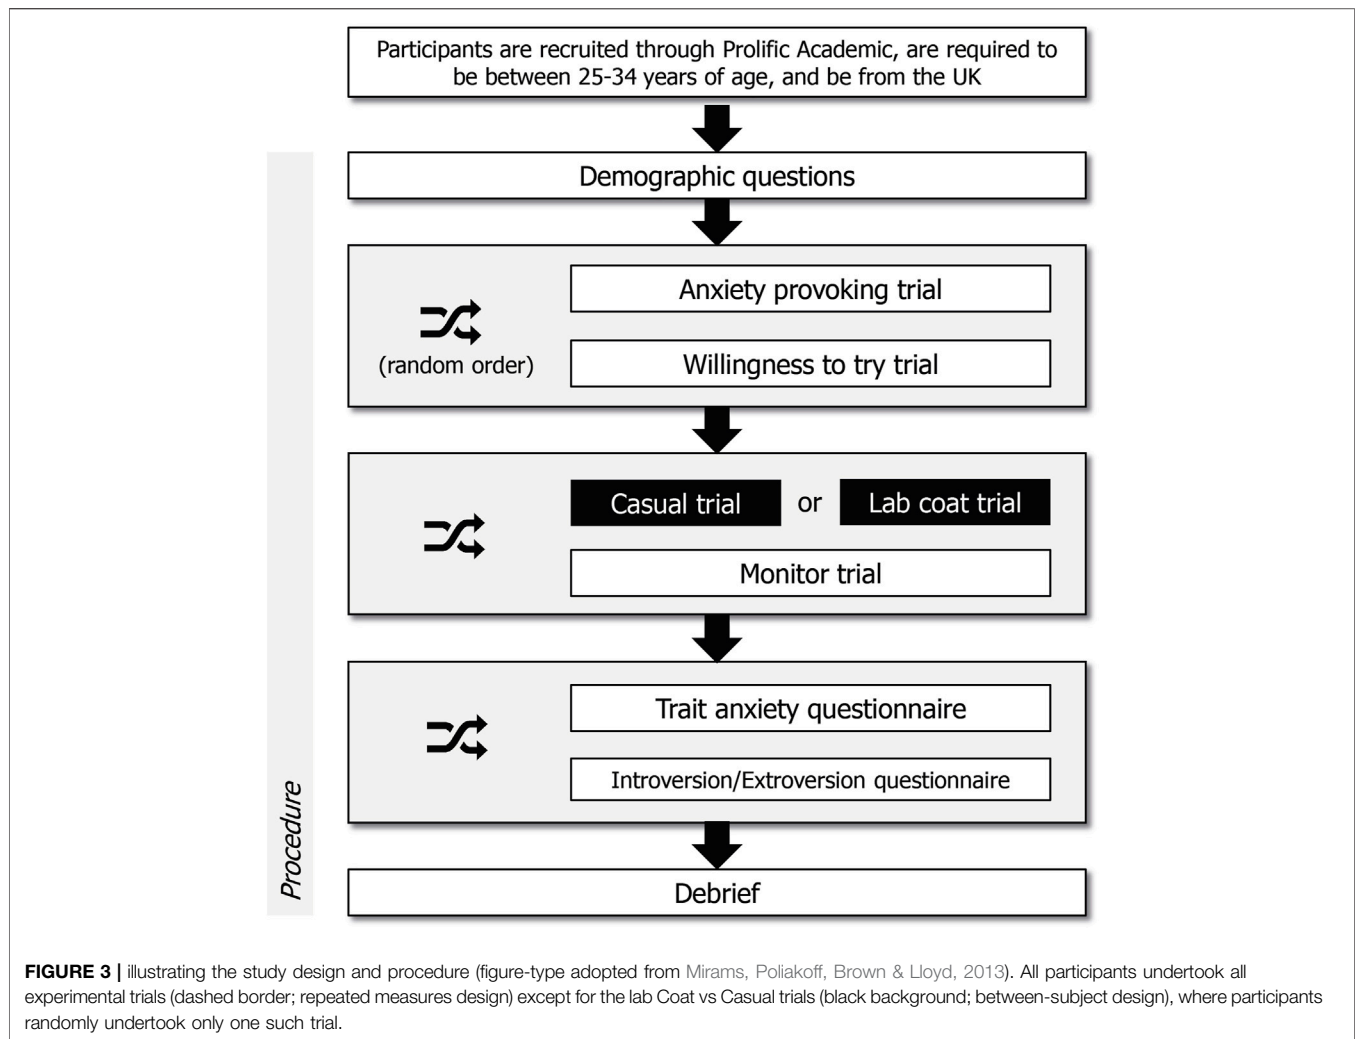 Participants are recruited through Prolific Academic, are required to
be between 25-34 years of age, and be from the UK
Demographic questions
Anxiety provoking trial
(random order)
Willingness to try trial
Casual trial or Lab coat trial
Monitor trial
Trait anxiety questionnaire
Introversion/Extroversion questionnaire
Procedure
Debrief
FIGURE 3 | illustrating the study design and procedure (figure-type adopted from Mirams, Poliakoff, Brown & Lloyd, 2013). All participants undertook all
experimental trials (dashed border; repeated measures design) except for the lab Coat vs Casual trials (black background; between-subject design), where participants
randomly undertook only one such trial.